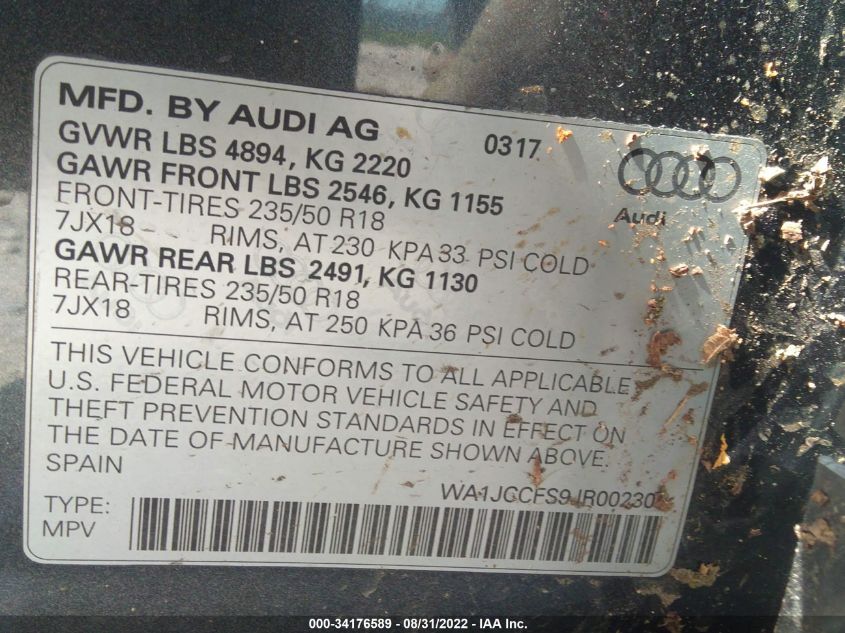 MFD. BY AUDI AG 0317
GVWR LBS 4894, KG 2220
GAWR FRONT LBS 2546, KG 1155
FRONT-TIRES 235/50 R18
7JX18 RIMS, AT 230 KPA 33 PSI COLD
GAWR REAR LBS 2491, KG 1130
REAR-TIRES 235/50 R18
7JX18 RIMS, AT 250 KPA 36 PSI COLD
Audi
THIS VEHICLE CONFORMS TO ALL APPLICABLE
U.S. FEDERAL MOTOR VEHICLE SAFETY AND
THEFT PREVENTION STANDARDS IN EFFECT ON
THE DATE OF MANUFACTURE SHOWN ABOVE.
SPAIN
TYPE:
MPV
000-34176589 - 08/31/2022 - IAA Inc.